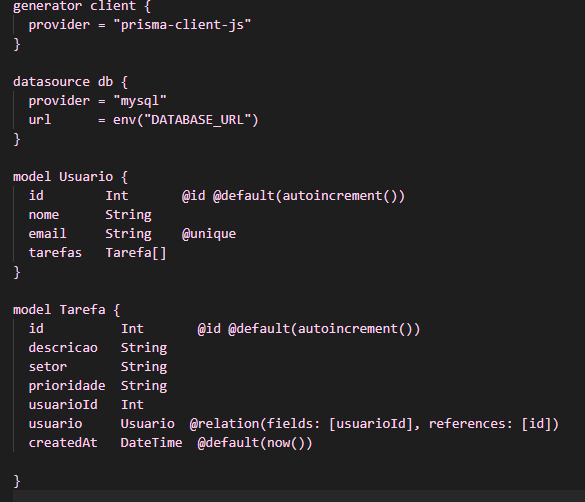 generator client {
  provider = "prisma-client-js"
}
datasource db {
  provider = "mysql"
  url      = env("DATABASE_URL")
}
model Usuario {
  id        Int       @id @default(autoincrement())
  nome      String
  email     String    @unique
  tarefas   Tarefa[]
}
model Tarefa {
  id          Int       @id @default(autoincrement())
  descricao   String
  setor       String
  prioridade  String
  usuarioId   Int
  usuario     Usuario  @relation(fields: [usuarioId], references: [id])
  createdAt   DateTime  @default(now())
}